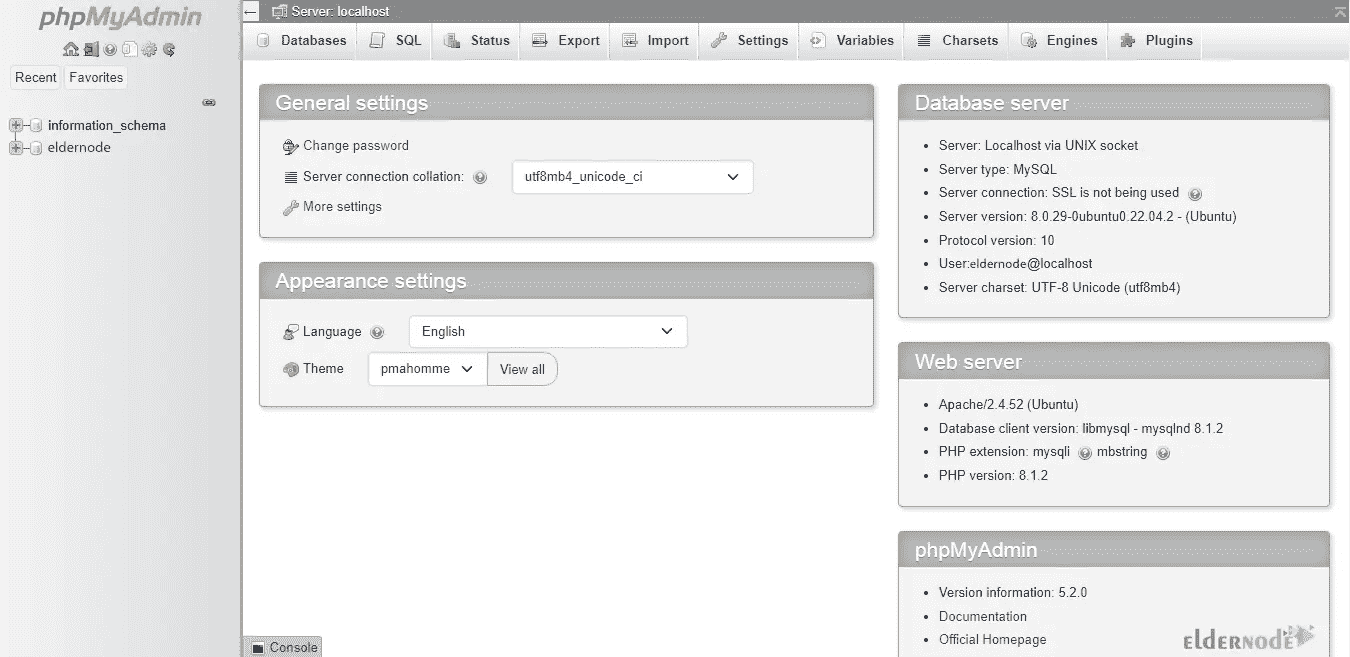 phpMyAdmin
Recent Favorites
information_schema
eldernode
Server: localhost
Databases SQL Status Export Import Settings Variables Charsets Engines Plugins
General settings
Change password
Server connection collation: utf8mb4_unicode_ci
More settings
Appearance settings
Language English
Theme pmahomme View all
Database server
Server: Localhost via UNIX socket
Server type: MySQL
Server connection: SSL is not being used
Server version: 8.0.29-0ubuntu0.22.04.2 - (Ubuntu)
Protocol version: 10
User:eldernode@localhost
Server charset: UTF-8 Unicode (utf8mb4)
Web server
Apache/2.4.52 (Ubuntu)
Database client version: libmysql - mysqlnd 8.1.2
PHP extension: mysqli mbstring
PHP version: 8.1.2
phpMyAdmin
Version information: 5.2.0
Documentation
Official Homepage
Console
eldernode